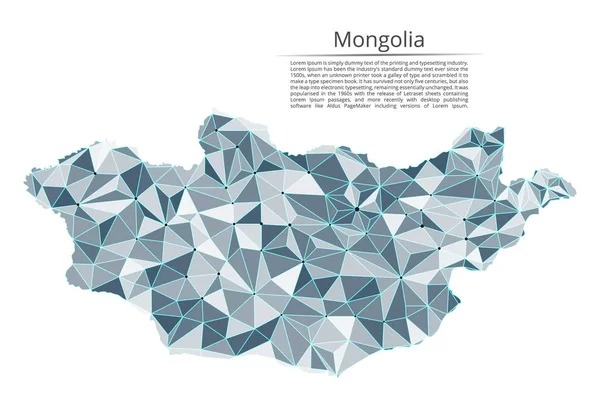 Mongolia
Lorem Ipsum is simply dummy text of the printing and typesetting industry.
Lorem Ipsum has been the industry's standard dummy text ever since the
1500s, when an unknown printer took a galley of type and scrambled it to
make a type specimen book. It has survived not only five centuries, but also the
leap into electronic typesetting, remaining essentially unchanged. It was
popularised in the 1960s with the release of Letraset sheets containing
Lorem Ipsum passages, and more recently with desktop publishing software
like Aldus PageMaker including versions of Lorem Ipsum.